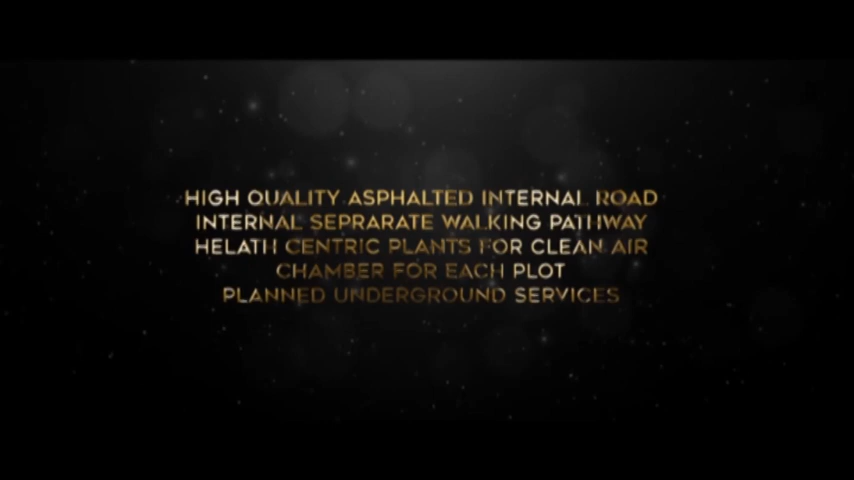 HIGH QUALITY ASPHALTED INTERNAL ROAD
INTERNAL SEPRARATE WALKING PATHWAY
HELATH CENTRIC PLANTS FOR CLEAN AIR
CHAMBER FOR EACH PLOT
PLANNED UNDERGROUND SERVICES